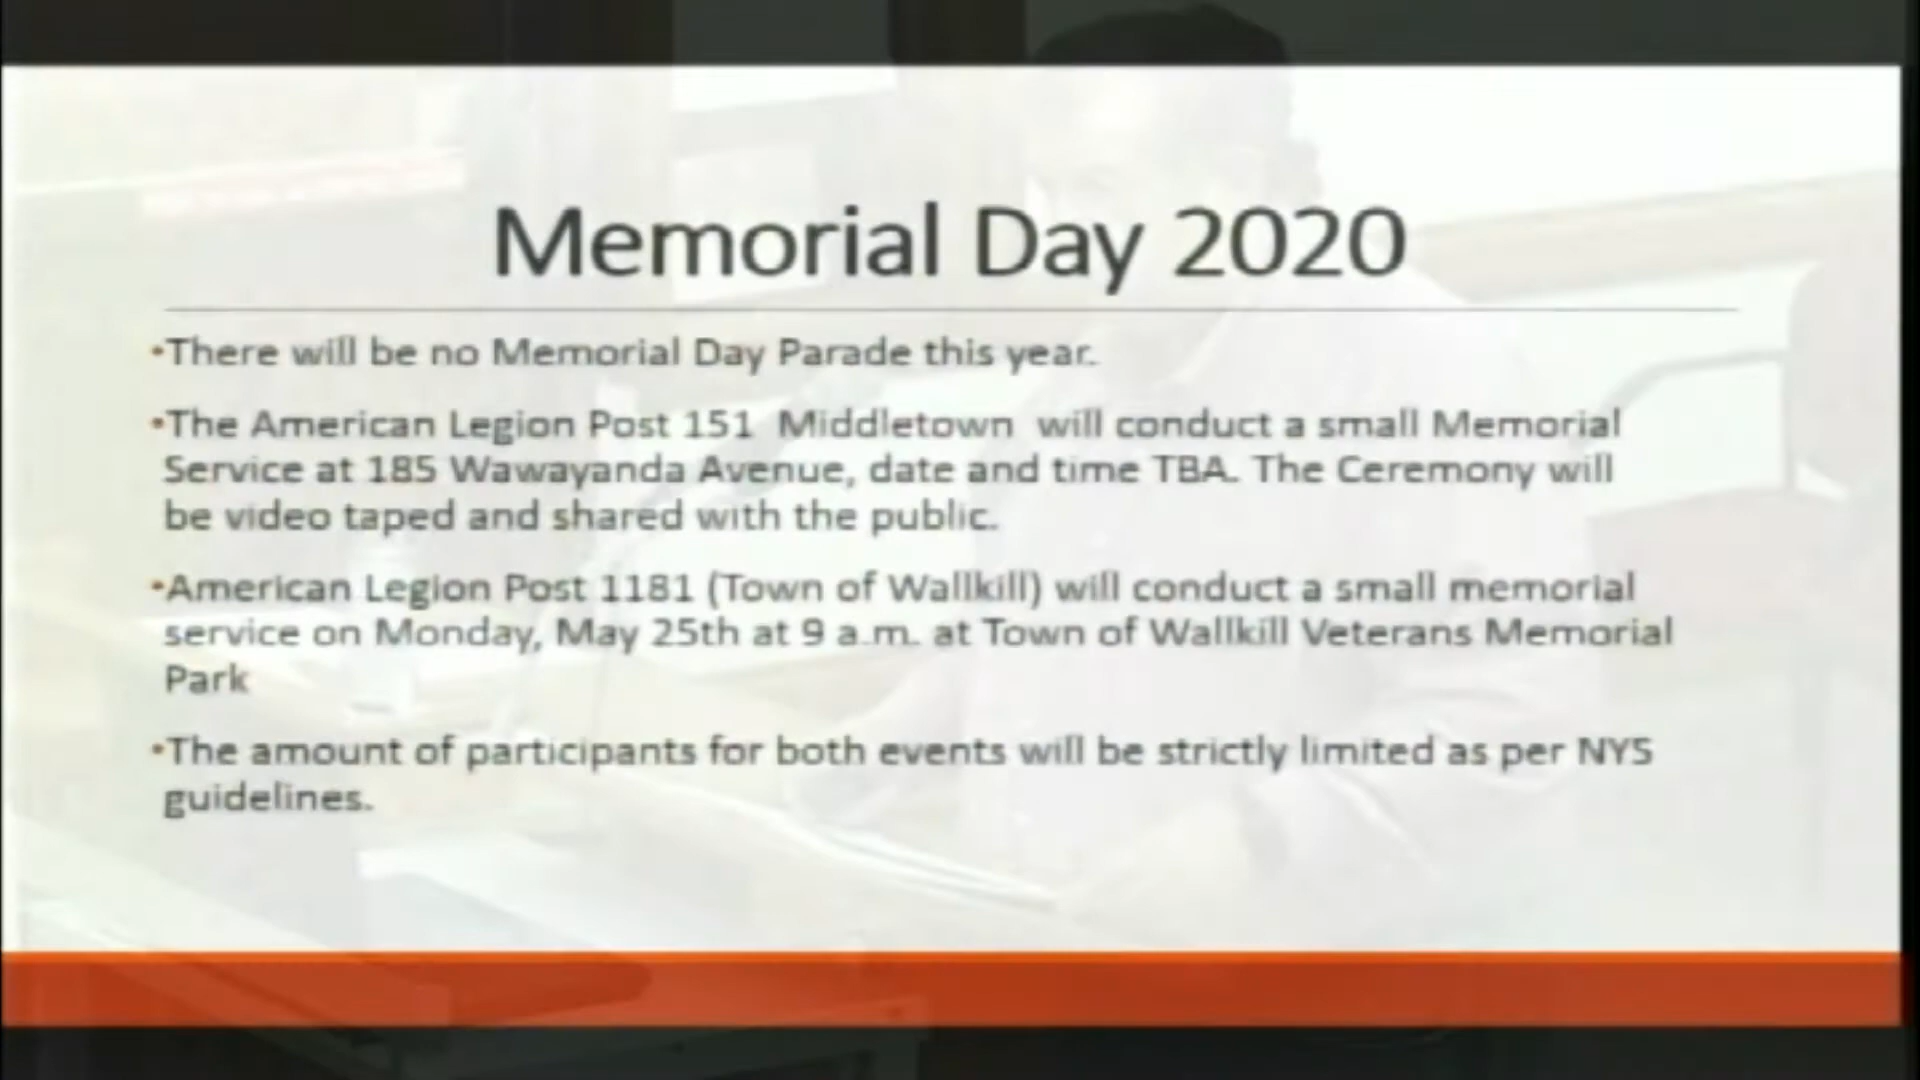 Memorial Day 2020
•There will be no Memorial Day Parade this year.
•The American Legion Post 151  Middletown  will conduct a small Memorial
Service at 185 Wawayanda Avenue, date and time TBA. The Ceremony will
be video taped and shared with the public.
•American Legion Post 1181 (Town of Wallkill) will conduct a small memorial
service on Monday, May 25th at 9 a.m. at Town of Wallkill Veterans Memorial
Park
•The amount of participants for both events will be strictly limited as per NYS
guidelines.